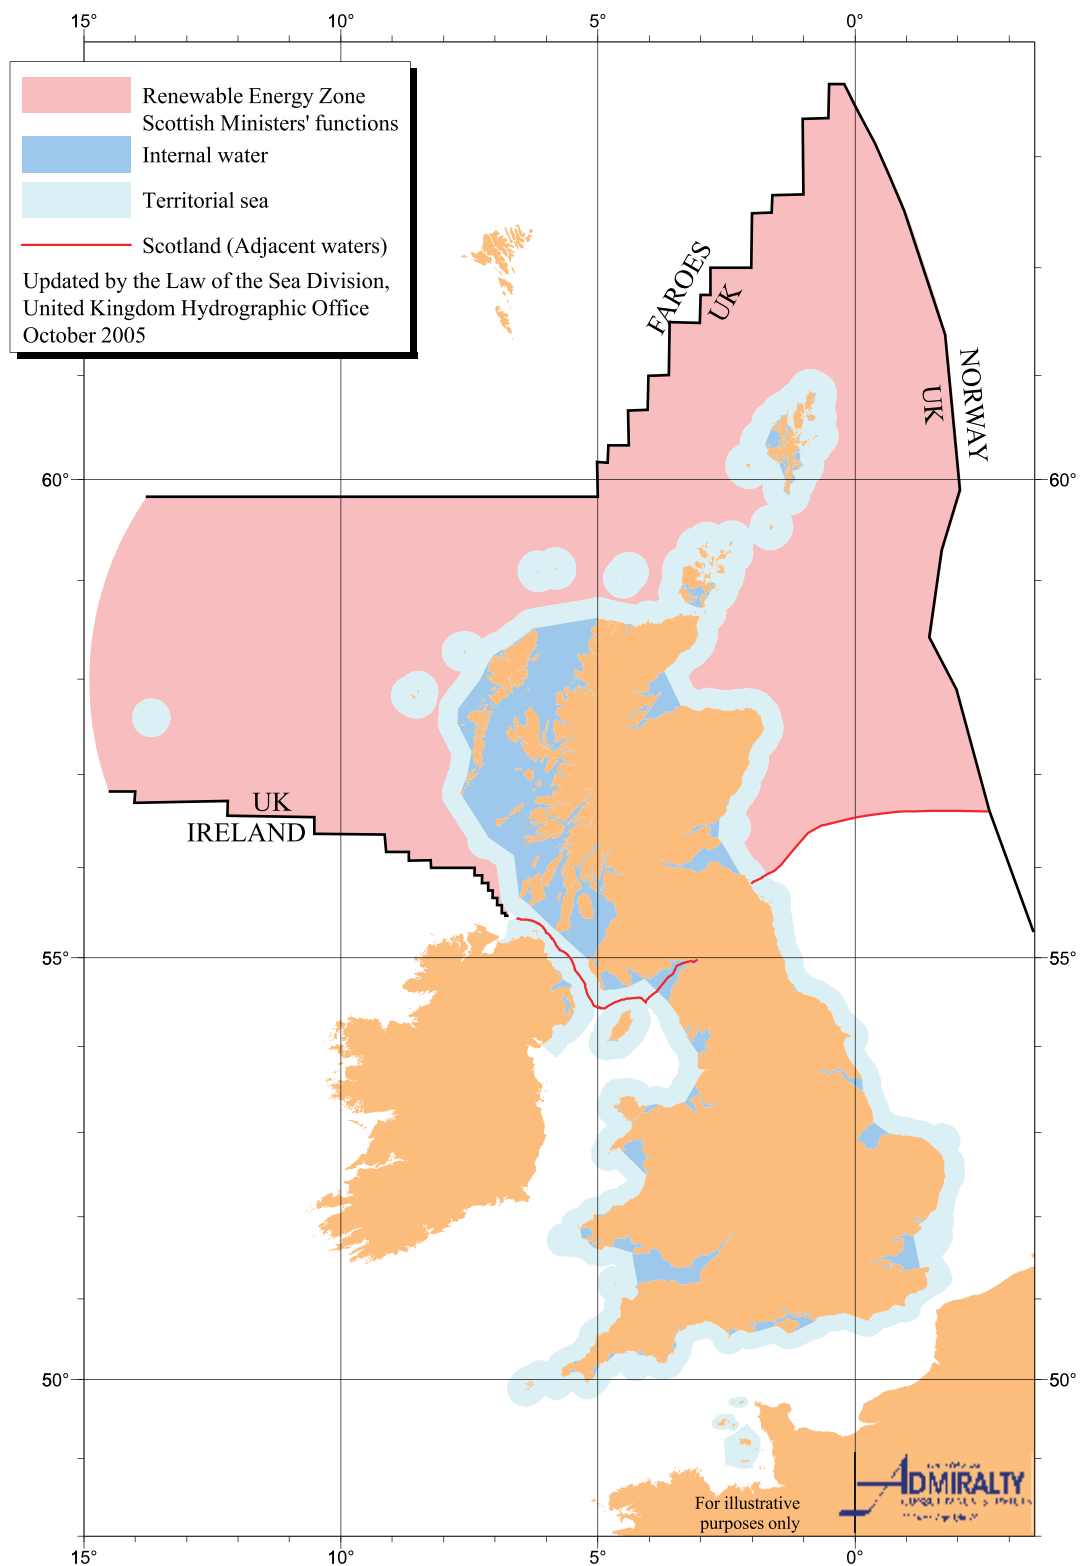 15° 10° 5° 0°
Renewable Energy Zone
Scottish Ministers' functions
Internal water
Territorial sea
Scotland (Adjacent waters)
Updated by the Law of the Sea Division,
United Kingdom Hydrographic Office
October 2005
FAROES
UK
NORWAY
UK
60° 60°
UK
IRELAND
55° 55°
50° 50°
ADMIRALTY
For illustrative
purposes only
15° 10° 5° 0°